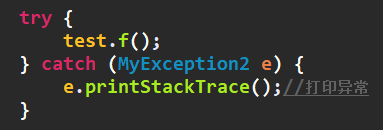 try {
    test.f();
} catch (MyException2 e) {
    e.printStackTrace();//打印异常
}